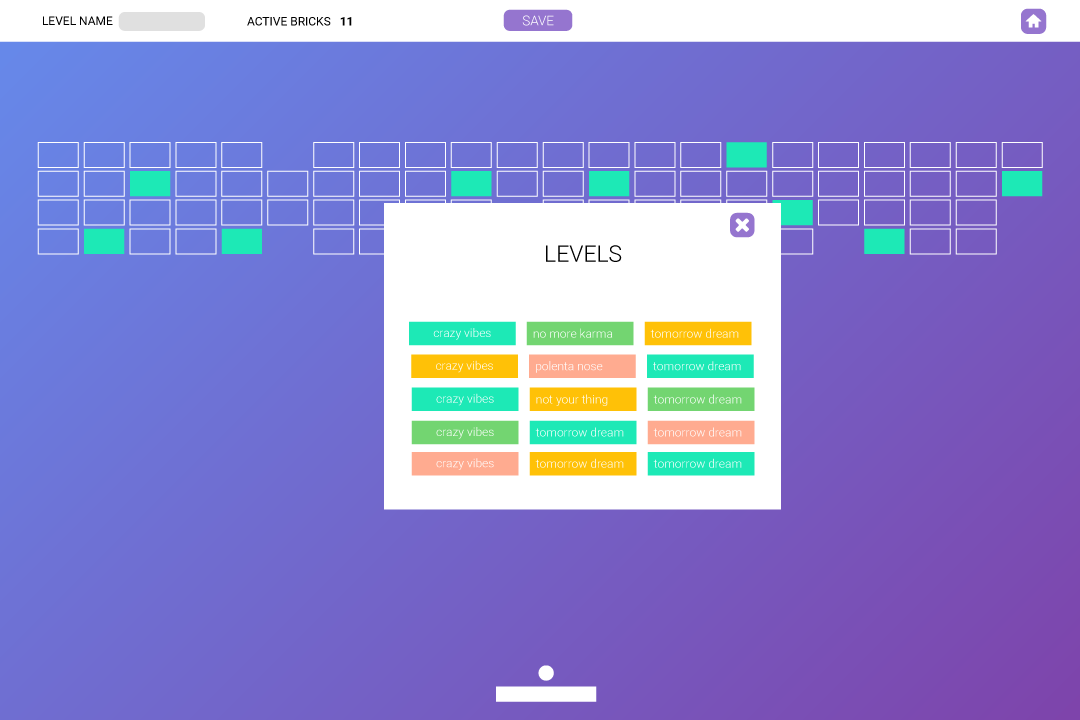 LEVEL NAME
ACTIVE BRICKS 11
SAVE
LEVELS
crazy vibes
no more karma
tomorrow dream
crazy vibes
polenta nose
tomorrow dream
crazy vibes
not your thing
tomorrow dream
crazy vibes
tomorrow dream
tomorrow dream
crazy vibes
tomorrow dream
tomorrow dream